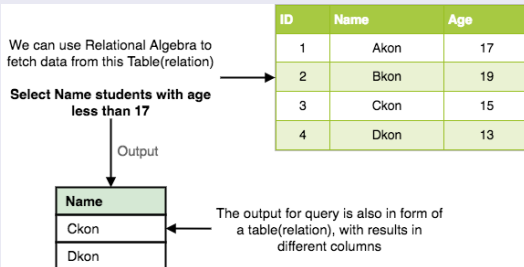 We can use Relational Algebra to
fetch data from this Table(relation)
Select Name students with age
less than 17
Output
ID Name Age
1 Akon 17
2 Bkon 19
3 Ckon 15
4 Dkon 13
Name
Ckon
Dkon
The output for query is also in form of
a table(relation), with results in
different columns